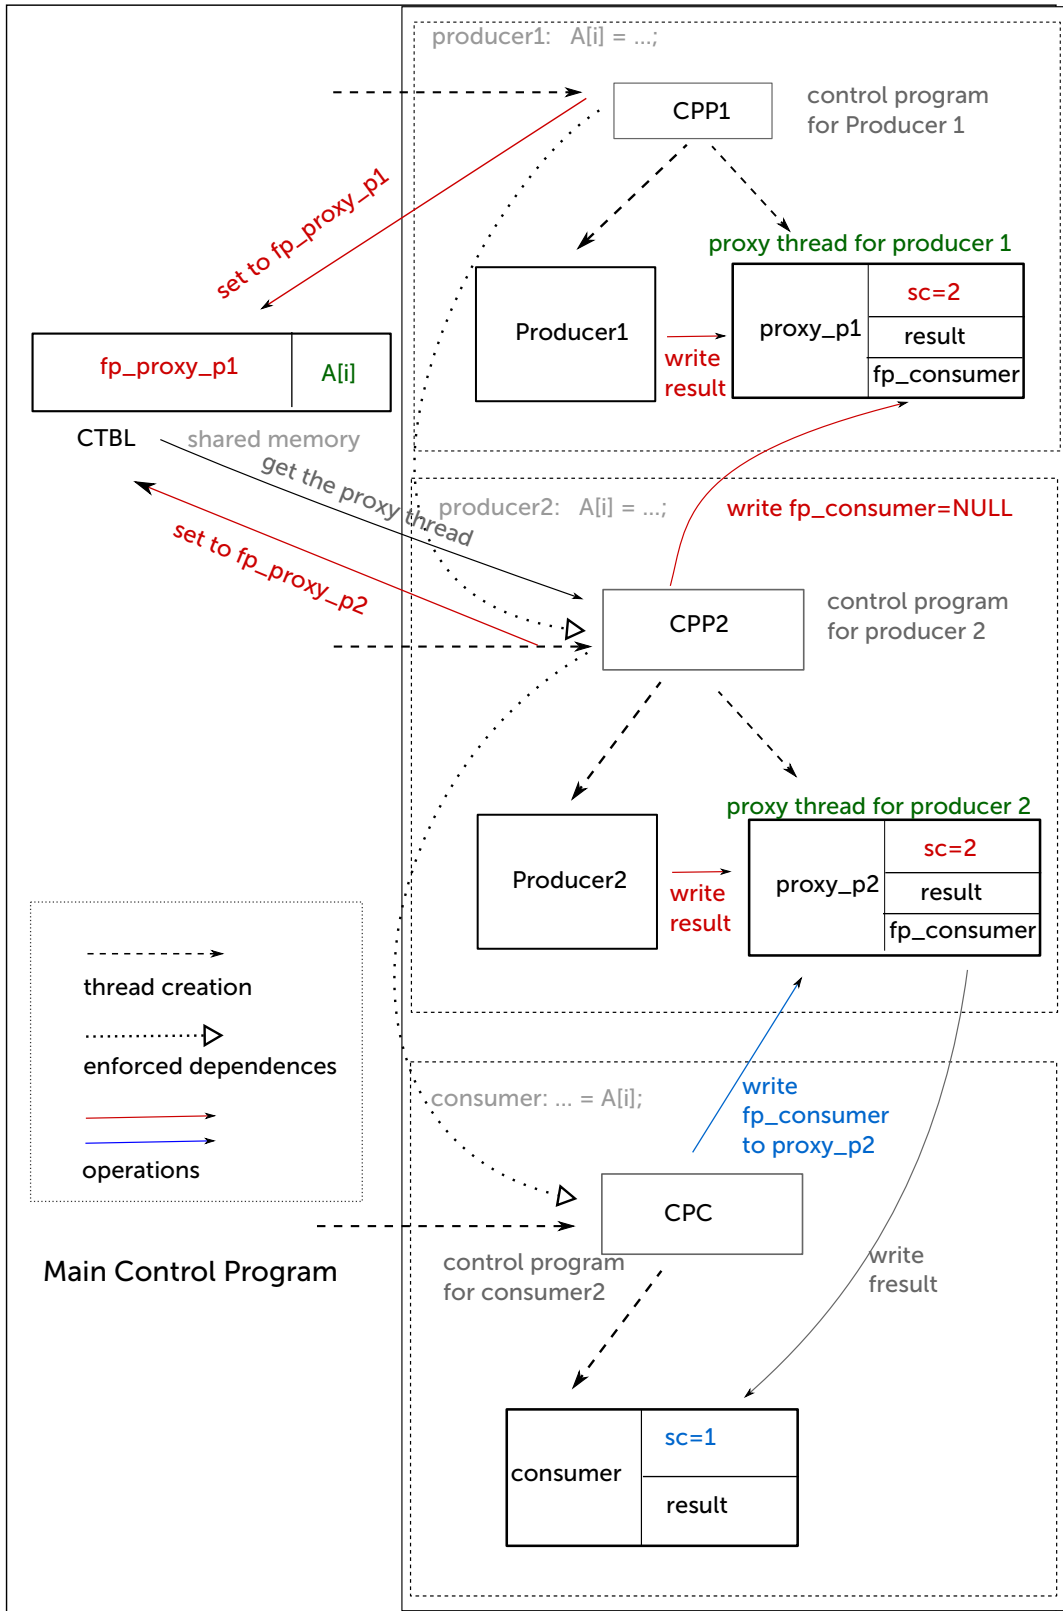 producer1: A[i] = ...;
CPP1
control program
for Producer 1
set to fp_proxy_p1
proxy thread for producer 1
Producer1
write
result
proxy_p1
sc=2
result
fp_consumer
fp_proxy_p1
A[i]
CTBL
shared memory
get the proxy thread
set to fp_proxy_p2
producer2: A[i] = ...;
write fp_consumer=NULL
CPP2
control program
for producer 2
proxy thread for producer 2
Producer2
write
result
proxy_p2
sc=2
result
fp_consumer
thread creation
enforced dependences
operations
Main Control Program
consumer: ... = A[i];
write
fp_consumer
to proxy_p2
CPC
control program
for consumer2
write
fresult
consumer
sc=1
result